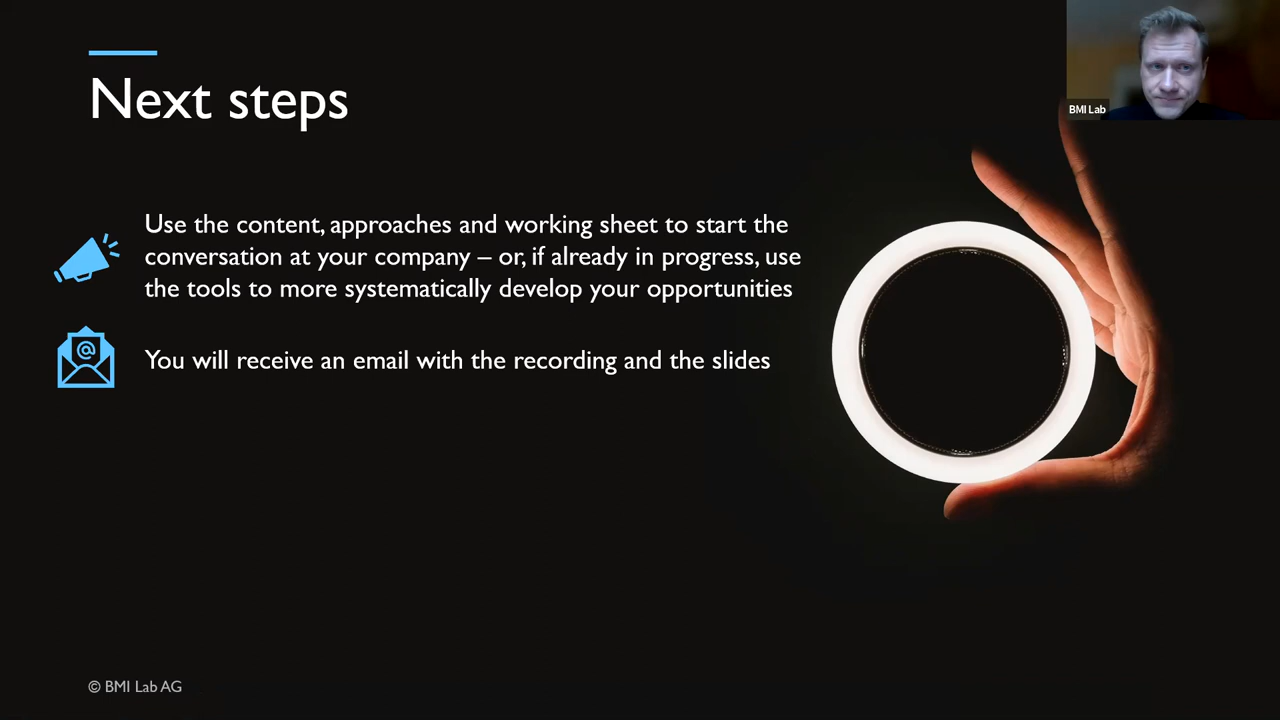 Next steps
BMI Lab
Use the content, approaches and working sheet to start the
conversation at your company – or, if already in progress, use
the tools to more systematically develop your opportunities
@
You will receive an email with the recording and the slides
© BMI Lab AG